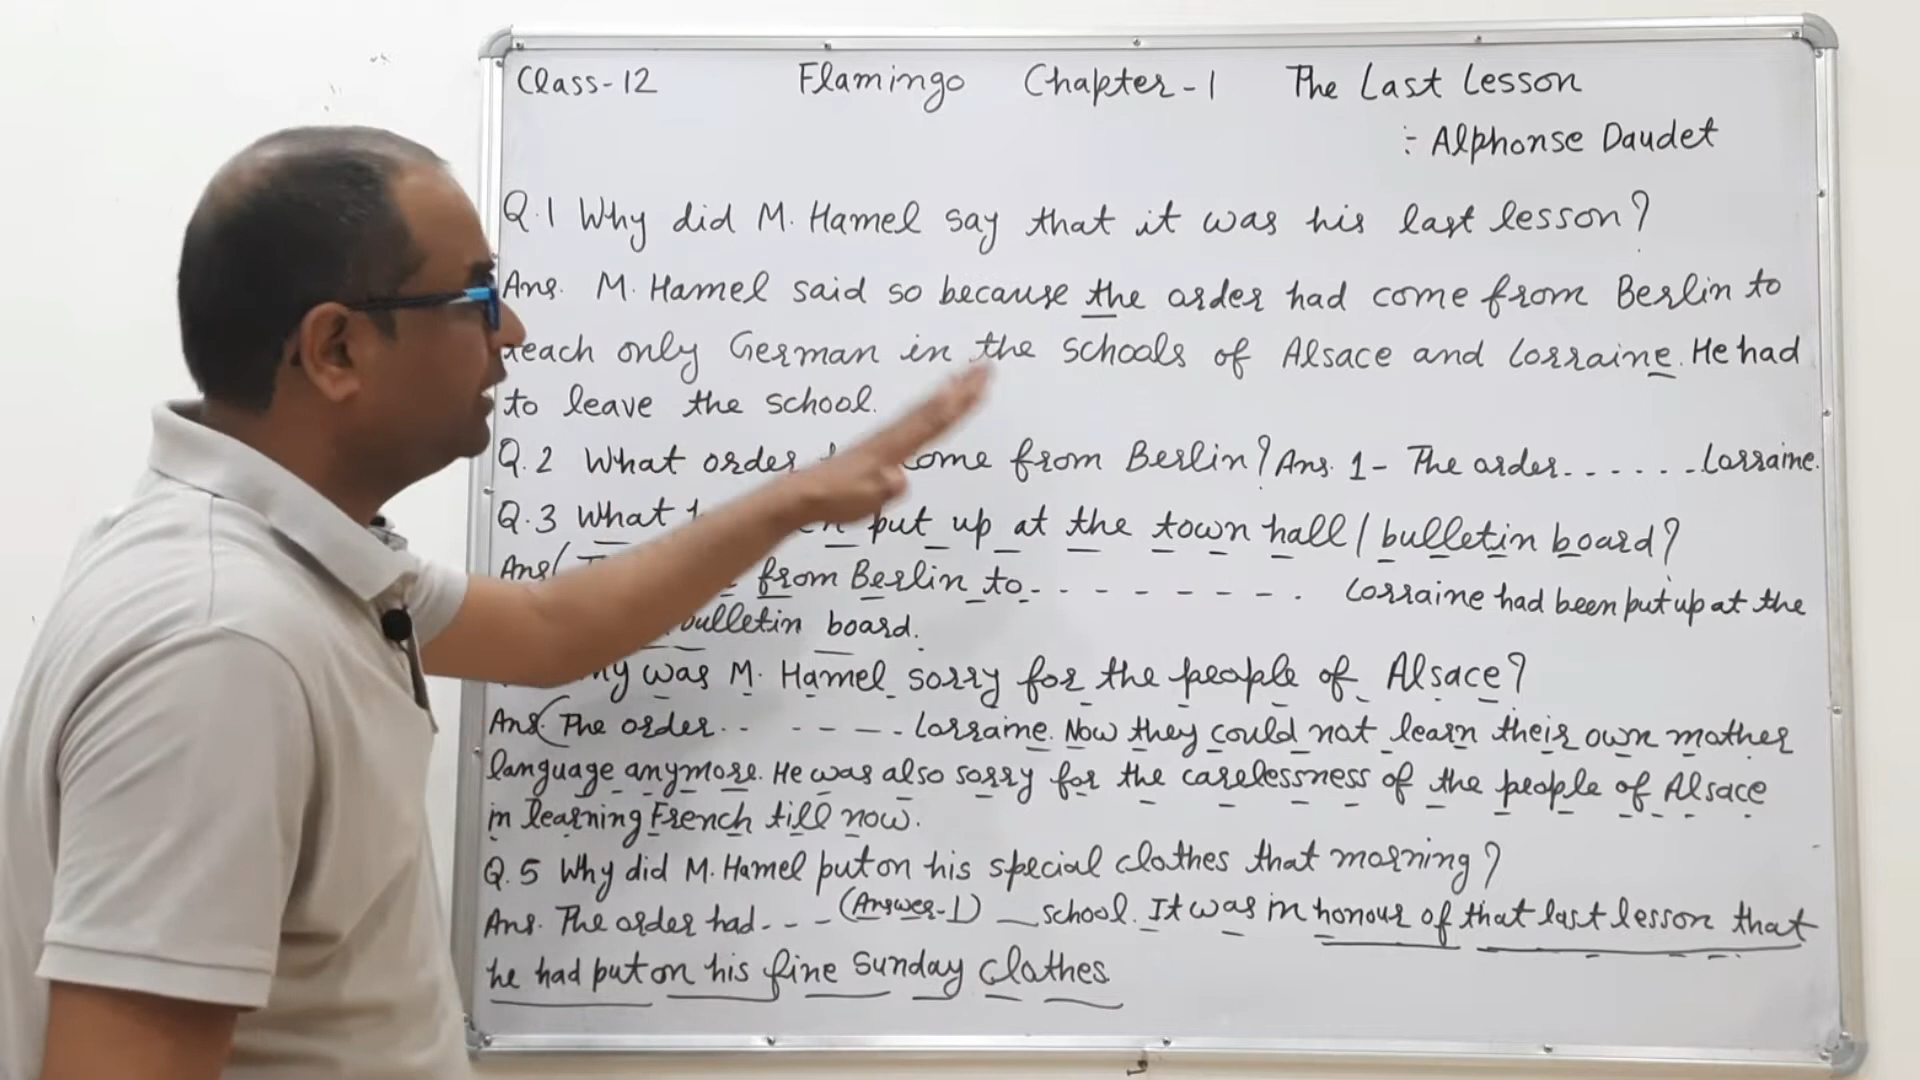 Class-12 Flamingo Chapter-1 The Last Lesson
:- Alphonse Daudet
Q.1 Why did M. Hamel say that it was his last lesson?
Ans. M. Hamel said so because the order had come from Berlin to
teach only German in the schools of Alsace and Lorraine. He had
to leave the school.
Q.2 What order come from Berlin? Ans. 1- The order. . . . . . Lorraine.
Q.3 What put up at the town hall / bulletin board?
Ans( from Berlin to. - - - - - - - - . Lorraine had been put up at the
bulletin board.
was M. Hamel sorry for the people of Alsace?
Ans. (The order. . - - - - . Lorraine. Now they could not learn their own mother
language anymore. He was also sorry for the carelessness of the people of Alsace
in learning French till now.
Q.5 Why did M. Hamel put on his special clothes that morning?
Ans. The order had. - - - (Answer-1) — school. It was in honour of that last lesson that
he had put on his fine Sunday clothes